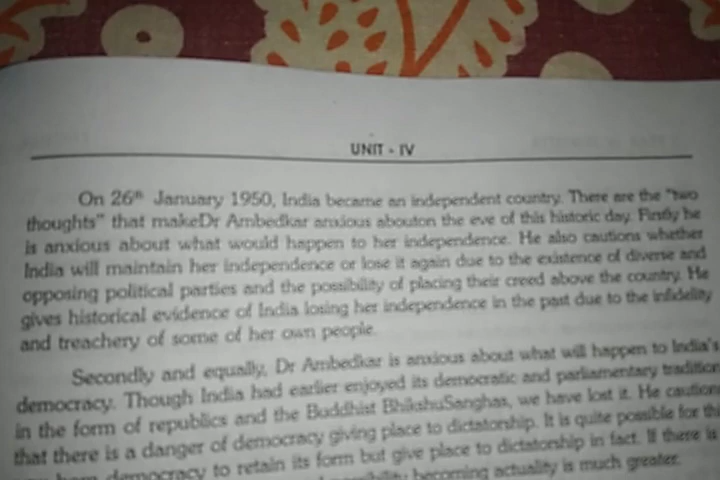 UNIT - IV
On 26th January 1950, India became an independent country. There are the "two
thoughts" that makeDr Ambedkar anxious abouton the eve of this historic day. Firstly he
is anxious about what would happen to her independence. He also cautions whether
India will maintain her independence or lose it again due to the existence of diverse and
opposing political parties and the possibility of placing their creed above the country. He
gives historical evidence of India losing her independence in the past due to the infidelity
and treachery of some of her own people.
Secondly and equally, Dr Ambedkar is anxious about what will happen to India's
democracy. Though India had earlier enjoyed its democratic and parliamentary tradition
in the form of republics and the Buddhist BhikshuSanghas, we have lost it. He caution
that there is a danger of democracy giving place to dictatorship. It is quite possible for
democracy to retain its form but give place to dictatorship in fact. If there is
becoming actuality is much greater.